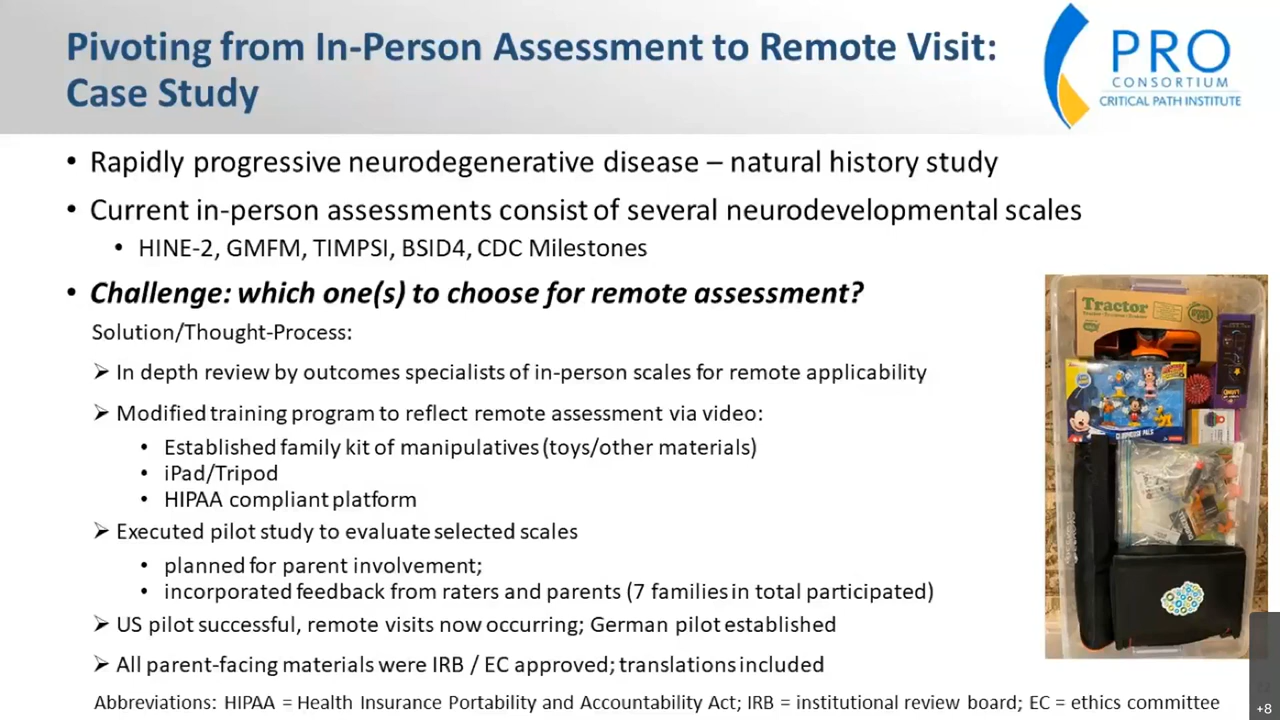 Pivoting from In-Person Assessment to Remote Visit:
Case Study
PRO
CONSORTIUM
CRITICAL PATH INSTITUTE
• Rapidly progressive neurodegenerative disease – natural history study
• Current in-person assessments consist of several neurodevelopmental scales
• HINE-2, GMFM, TIMPSI, BSID4, CDC Milestones
• Challenge: which one(s) to choose for remote assessment?
Solution/Thought-Process:
➢ In depth review by outcomes specialists of in-person scales for remote applicability
➢ Modified training program to reflect remote assessment via video:
• Established family kit of manipulatives (toys/other materials)
• iPad/Tripod
• HIPAA compliant platform
➢ Executed pilot study to evaluate selected scales
• planned for parent involvement;
• incorporated feedback from raters and parents (7 families in total participated)
➢ US pilot successful, remote visits now occurring; German pilot established
➢ All parent-facing materials were IRB / EC approved; translations included
Abbreviations: HIPAA = Health Insurance Portability and Accountability Act; IRB = institutional review board; EC = ethics committee
Tractor
+8